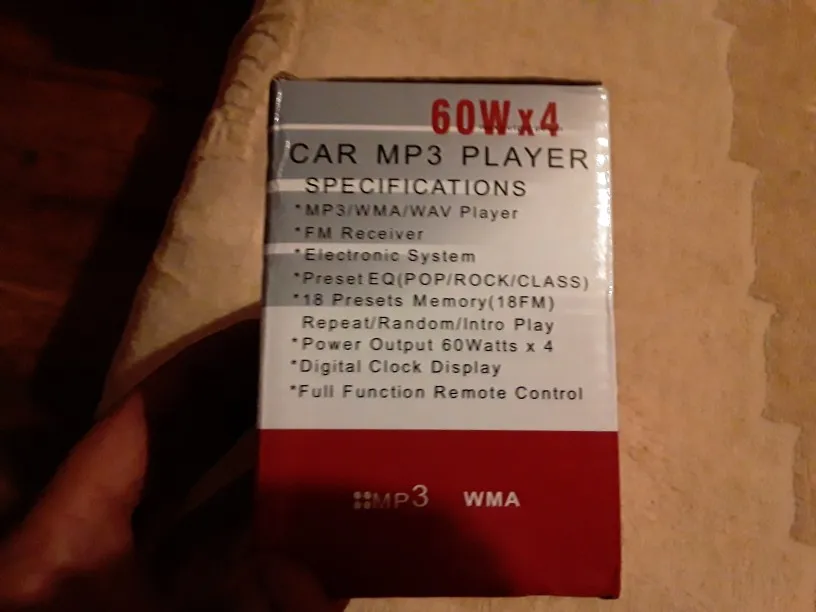 60Wx4
CAR MP3 PLAYER
SPECIFICATIONS
*MP3/WMA/WAV Player
*FM Receiver
*Electronic System
*Preset EQ(POP/ROCK/CLASS)
*18 Presets Memory(18FM)
Repeat/Random/Intro Play
*Power Output 60Watts x 4
*Digital Clock Display
*Full Function Remote Control
MP3 WMA